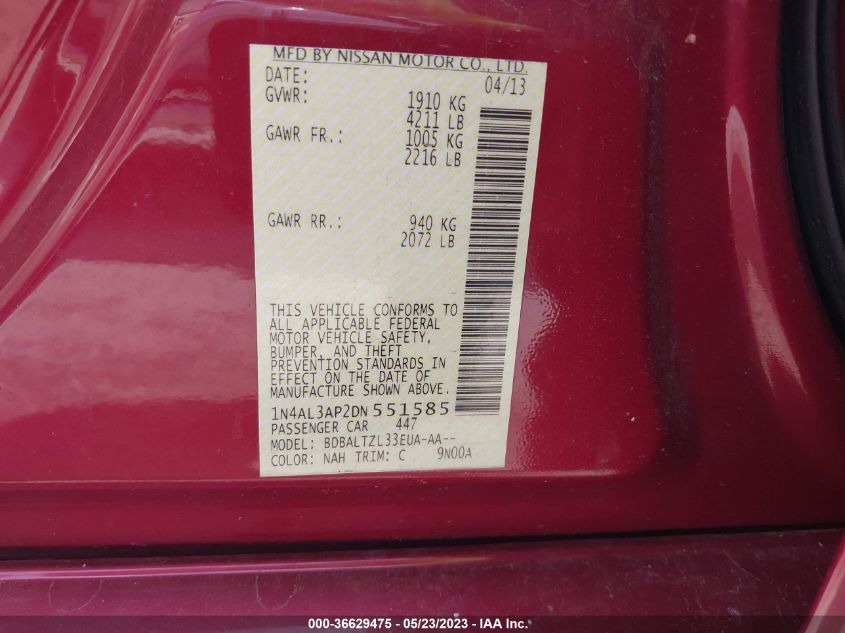 MFD BY NISSAN MOTOR CO., LTD.
DATE: 04/13
GVWR: 1910 KG
4211 LB
GAWR FR.: 1005 KG
2216 LB
GAWR RR.: 940 KG
2072 LB
THIS VEHICLE CONFORMS TO
ALL APPLICABLE FEDERAL
MOTOR VEHICLE SAFETY,
BUMPER, AND THEFT
PREVENTION STANDARDS IN
EFFECT ON THE DATE OF
MANUFACTURE SHOWN ABOVE.
1N4AL3AP2DN551585
PASSENGER CAR 447
MODEL: BDBALTZL33EUA-AA--
COLOR: NAH TRIM: C 9N00A
000-36629475 — 05/23/2023 — IAA Inc.